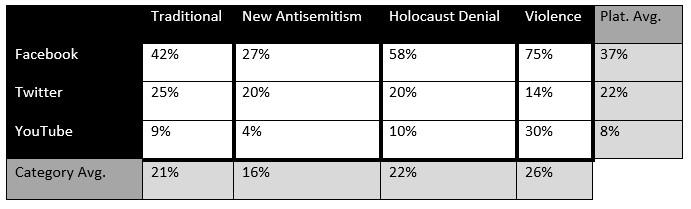 Traditional New Antisemitism Holocaust Denial Violence Plat. Avg.
Facebook 42% 27% 58% 75% 37%
Twitter 25% 20% 20% 14% 22%
YouTube 9% 4% 10% 30% 8%
Category Avg. 21% 16% 22% 26%